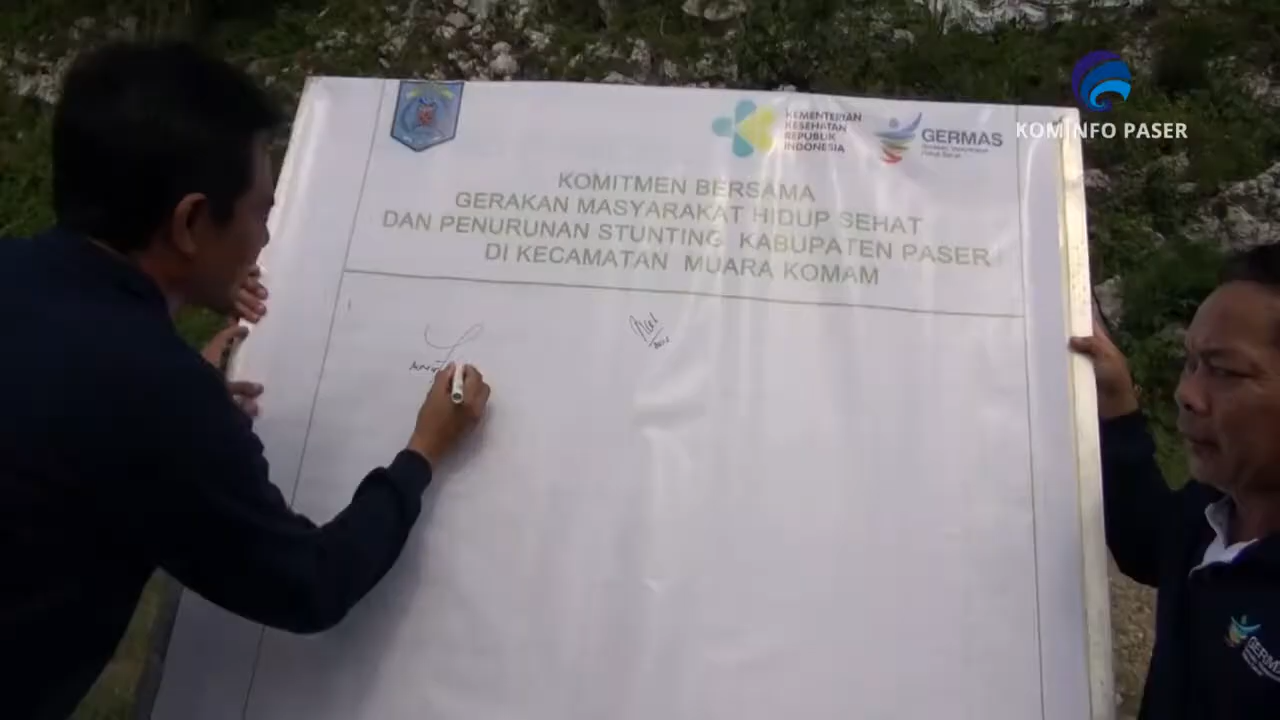 KOMINFO PASER
KEMENTERIAN
KESEHATAN
REPUBLIK
INDONESIA
GERMAS
KOMITMEN BERSAMA
GERAKAN MASYARAKAT HIDUP SEHAT
DAN PENURUNAN STUNTING KABUPATEN PASER
DI KECAMATAN MUARA KOMAM